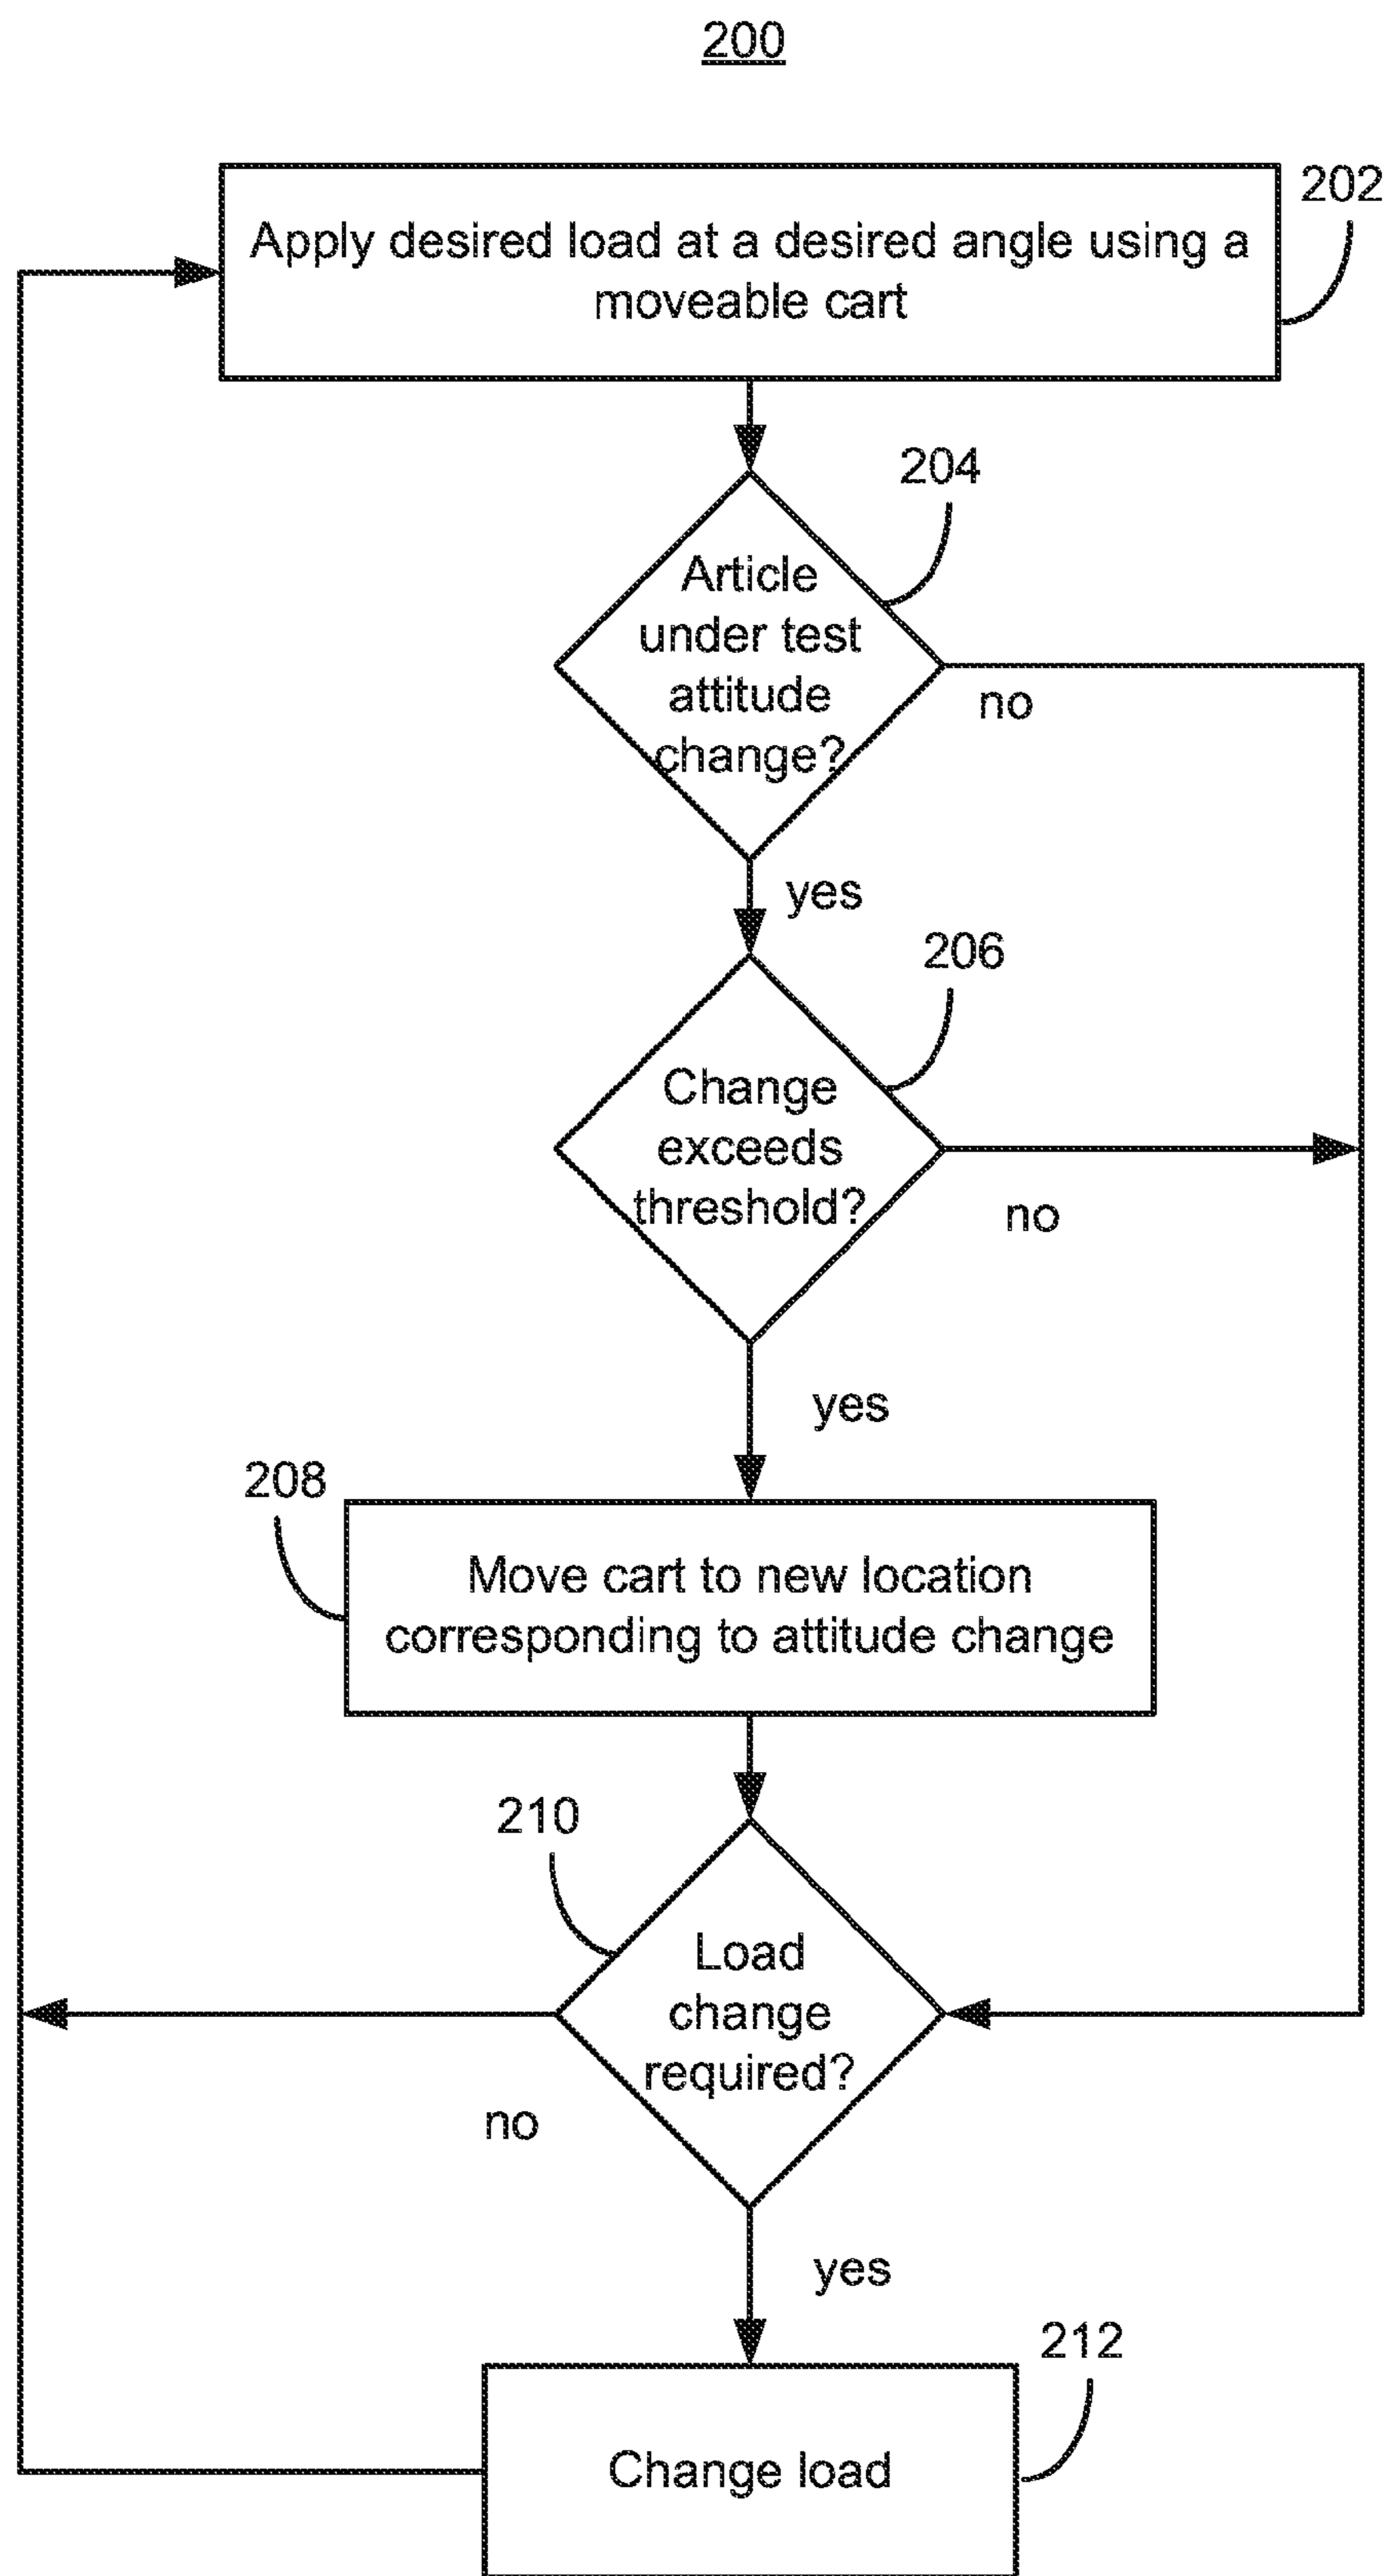 200
202
Apply desired load at a desired angle using a
moveable cart
204
Article
under test
attitude
change?
no
yes
206
Change
exceeds
threshold?
no
yes
208
Move cart to new location
corresponding to attitude change
210
Load
change
required?
no
yes
212
Change load